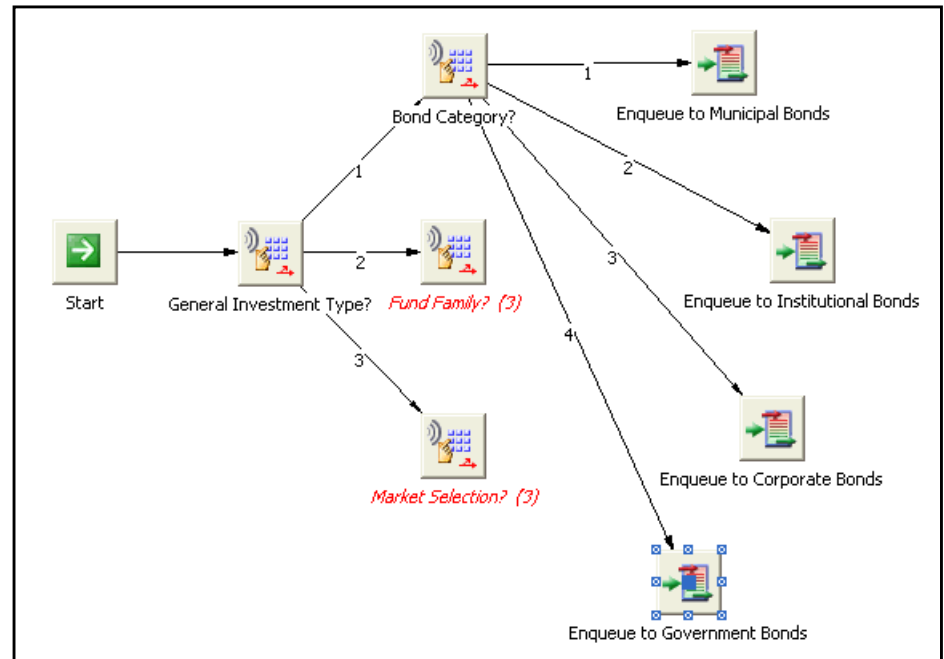 1
Enqueue to Municipal Bonds
Bond Category?
1
2
Start
General Investment Type?
2
Fund Family? (3)
3
Enqueue to Institutional Bonds
4
3
Market Selection? (3)
Enqueue to Corporate Bonds
Enqueue to Government Bonds